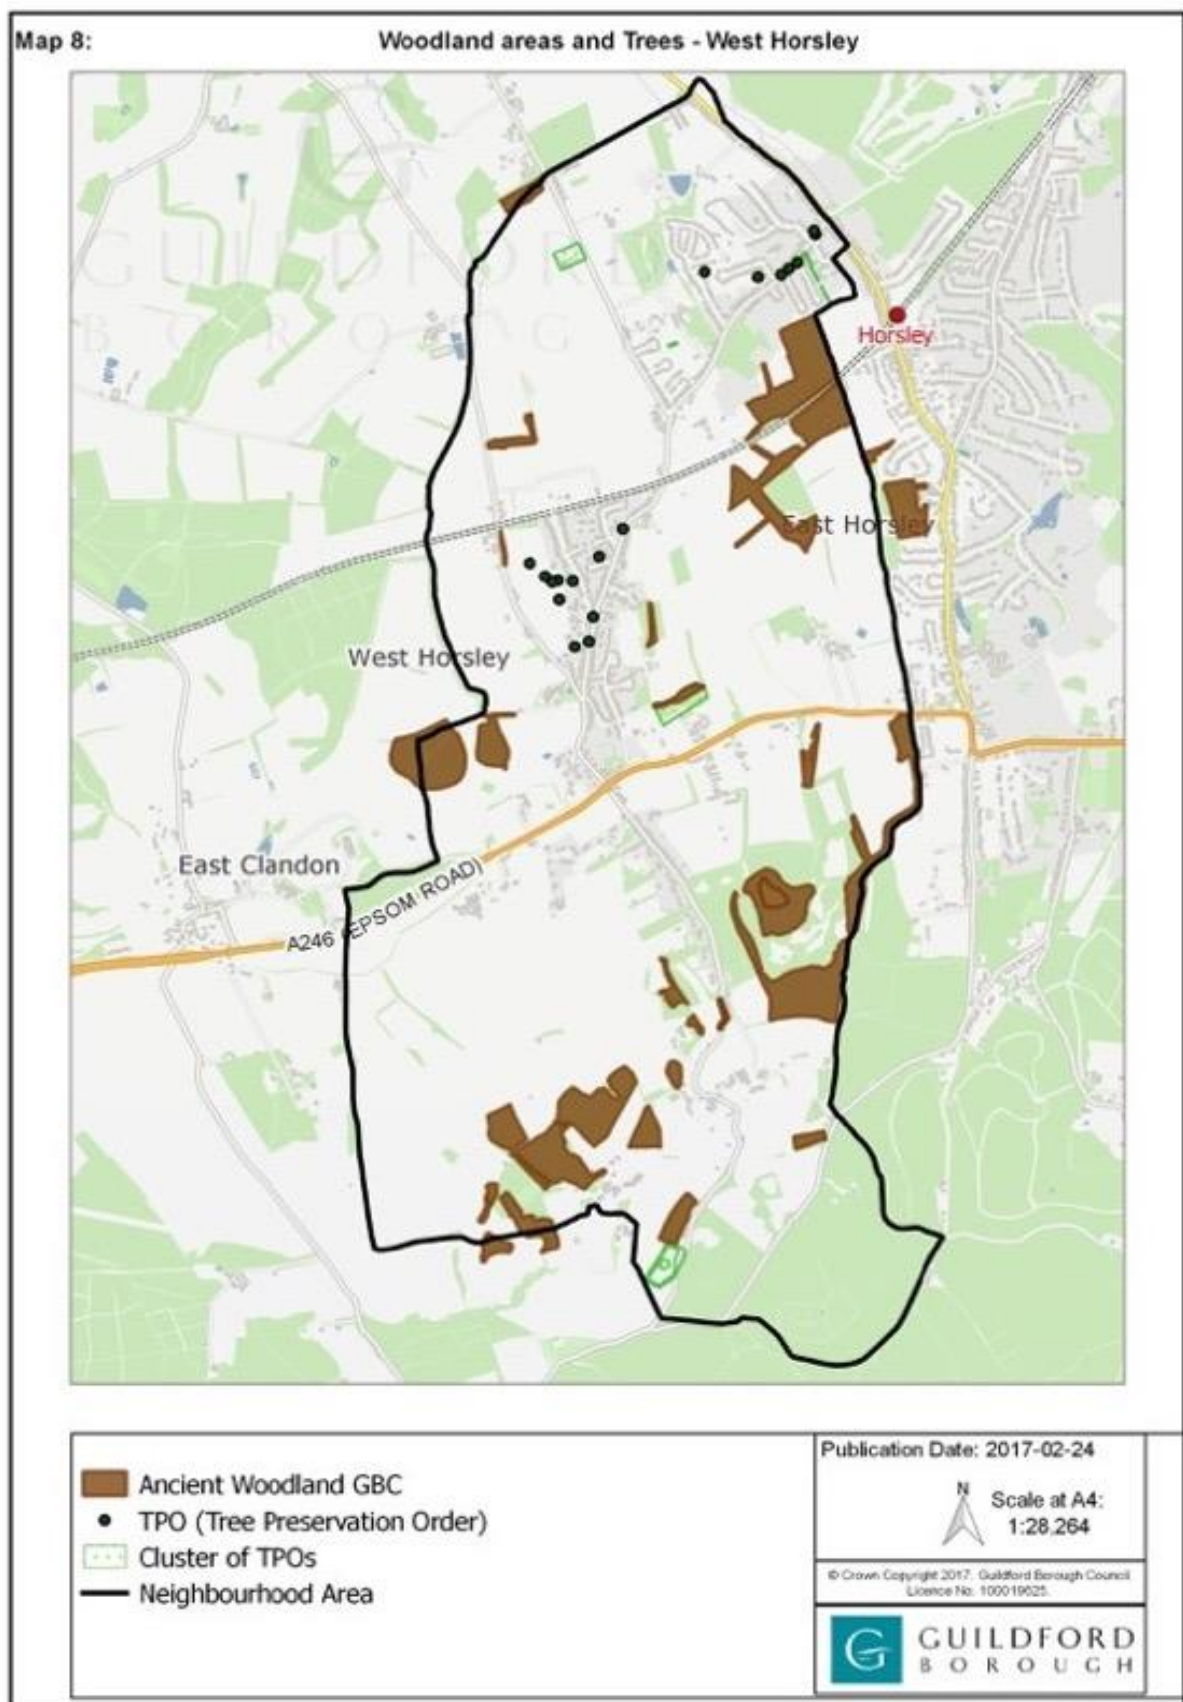 Map 8:
Woodland areas and Trees - West Horsley
GUILDFORD
BOROUGH
Horsley
East Horsley
West Horsley
East Clandon
A246 (EPSOM ROAD)
Ancient Woodland GBC
TPO (Tree Preservation Order)
Cluster of TPOs
Neighbourhood Area
Publication Date: 2017-02-24
N
Scale at A4:
1:28,264
© Crown Copyright 2017. Guildford Borough Council
Licence No. 100019625.
G
GUILDFORD
BOROUGH